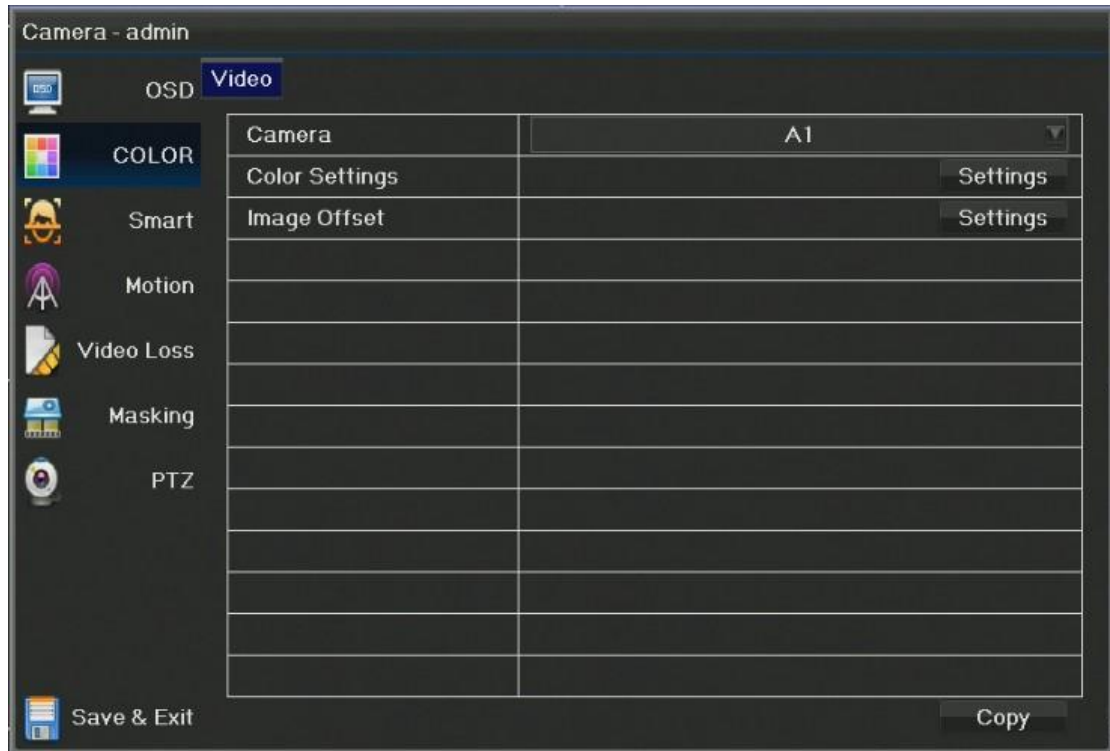 Camera - admin
OSD
Video
COLOR
Smart
Motion
Video Loss
Masking
PTZ
Camera A1
Color Settings Settings
Image Offset Settings
Save & Exit
Copy